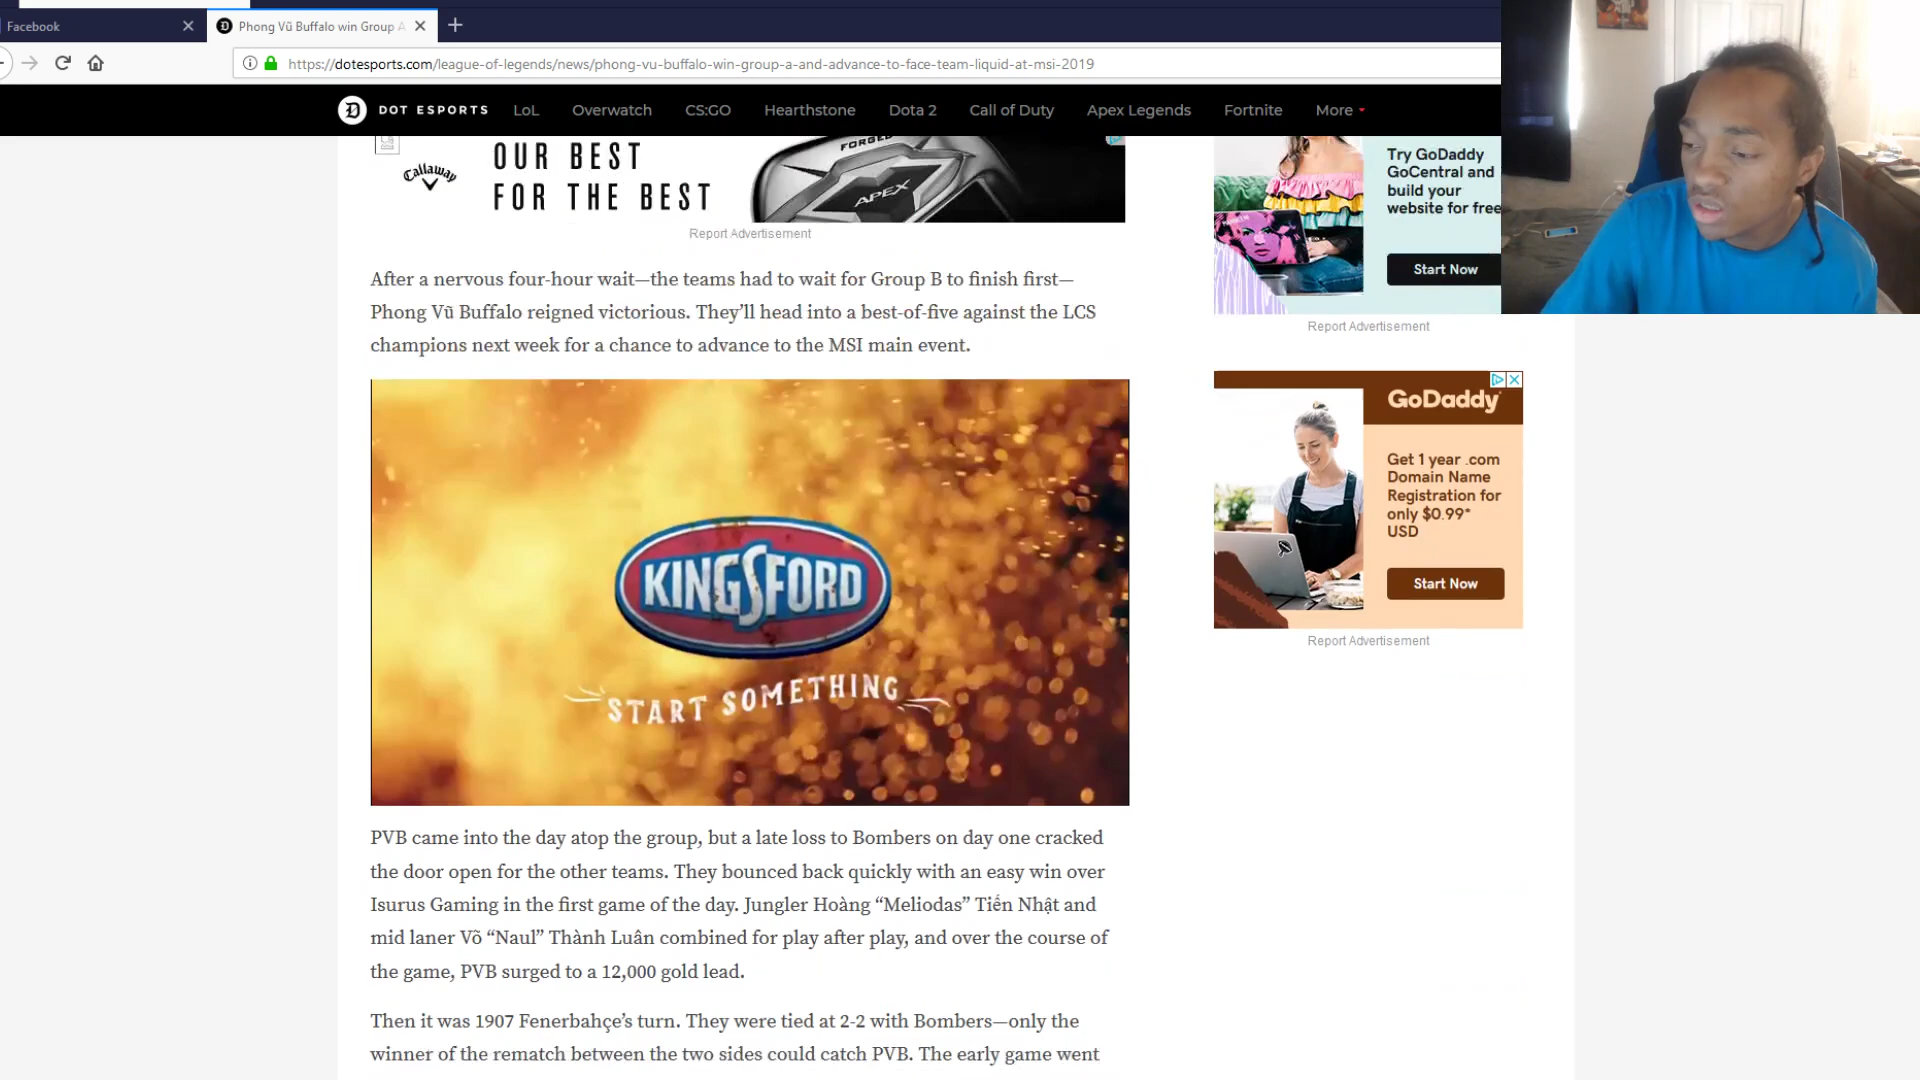 Facebook
Phong Vũ Buffalo win Group A
https://dotesports.com/league-of-legends/news/phong-vu-buffalo-win-group-a-and-advance-to-face-team-liquid-at-msi-2019
DOT ESPORTS LoL Overwatch CS:GO Hearthstone Dota 2 Call of Duty Apex Legends Fortnite More
Callaway
OUR BEST
FOR THE BEST
FORGED
APEX
Report Advertisement
Try GoDaddy
GoCentral and
build your
website for free
Start Now
Report Advertisement
After a nervous four-hour wait—the teams had to wait for Group B to finish first—
Phong Vũ Buffalo reigned victorious. They’ll head into a best-of-five against the LCS
champions next week for a chance to advance to the MSI main event.
KINGSFORD
START SOMETHING
GoDaddy
Get 1 year .com
Domain Name
Registration for
only $0.99*
USD
Start Now
Report Advertisement
PVB came into the day atop the group, but a late loss to Bombers on day one cracked
the door open for the other teams. They bounced back quickly with an easy win over
Isurus Gaming in the first game of the day. Jungler Hoàng “Meliodas” Tiến Nhật and
mid laner Võ “Naul” Thành Luân combined for play after play, and over the course of
the game, PVB surged to a 12,000 gold lead.
Then it was 1907 Fenerbahçe’s turn. They were tied at 2-2 with Bombers—only the
winner of the rematch between the two sides could catch PVB. The early game went